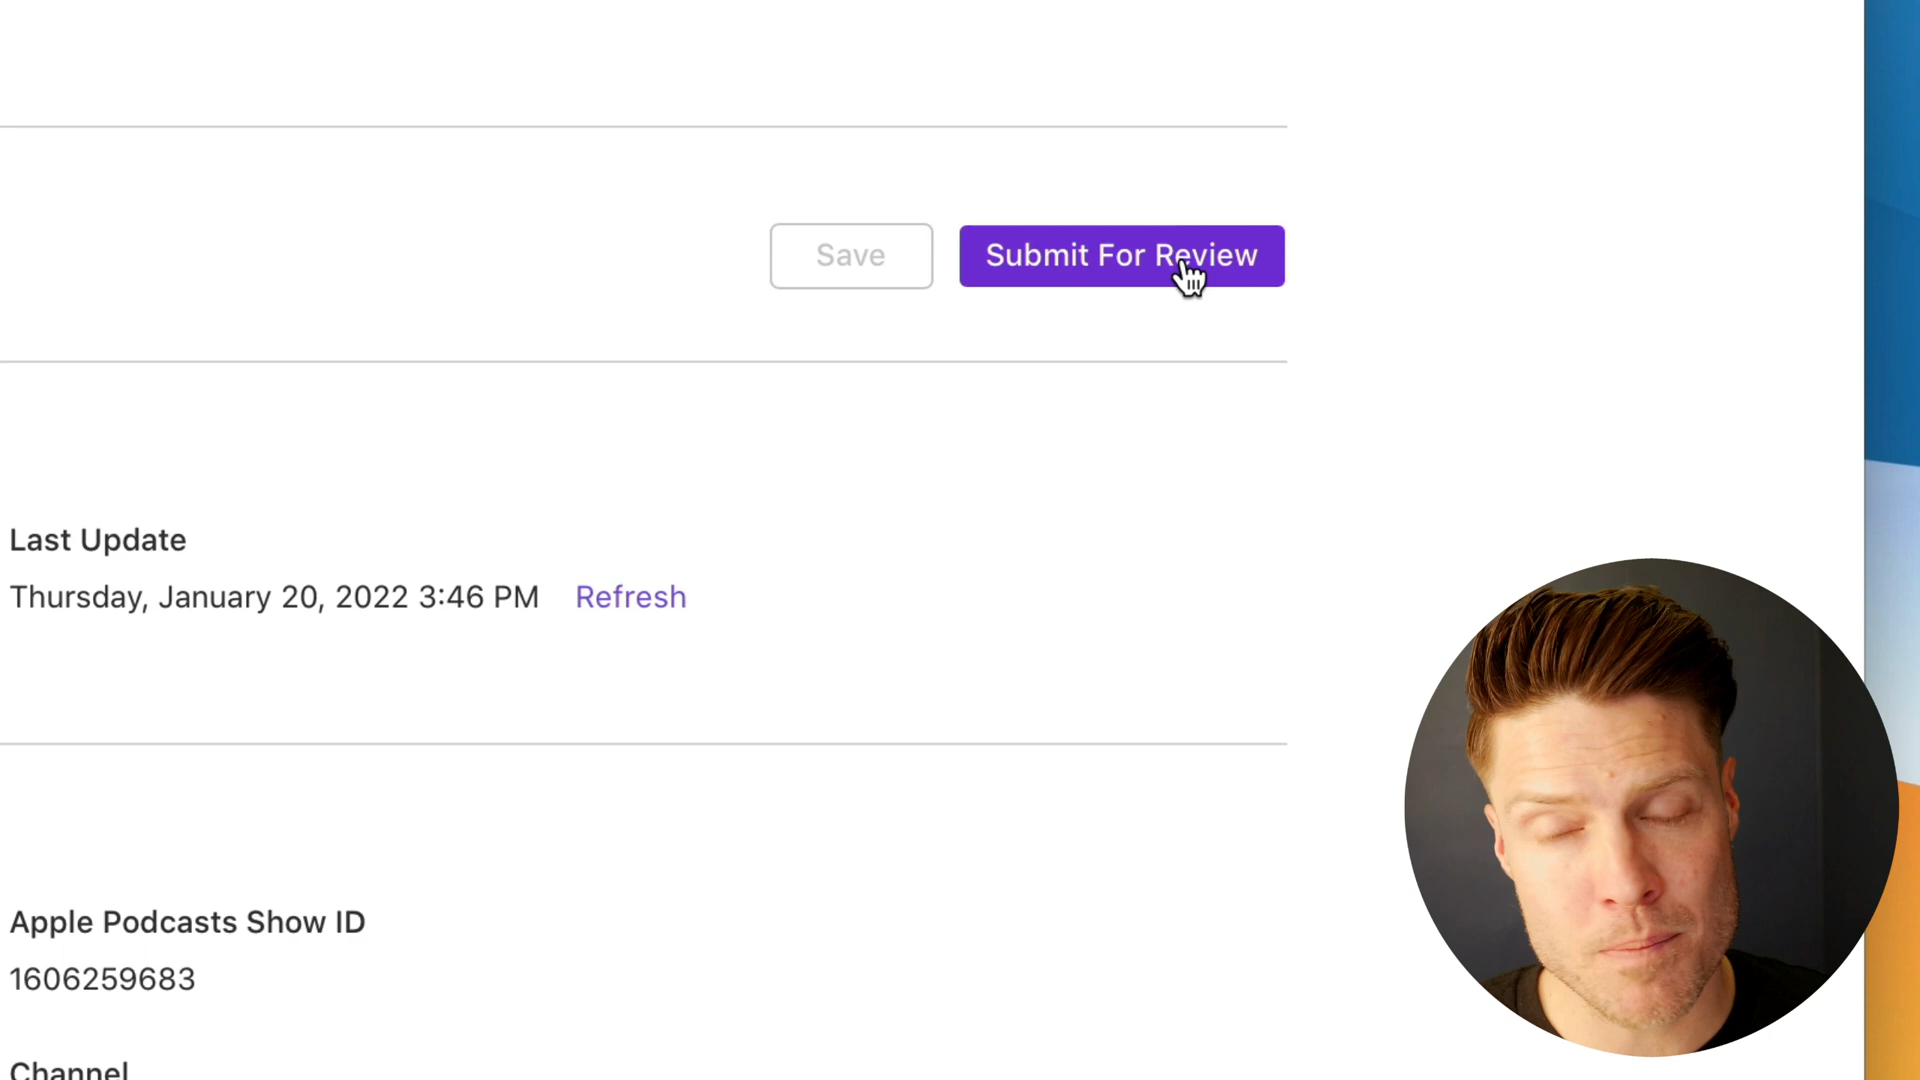 Save
Submit For Review
Last Update
Thursday, January 20, 2022 3:46 PM
Refresh
Apple Podcasts Show ID
1606259683
Channel